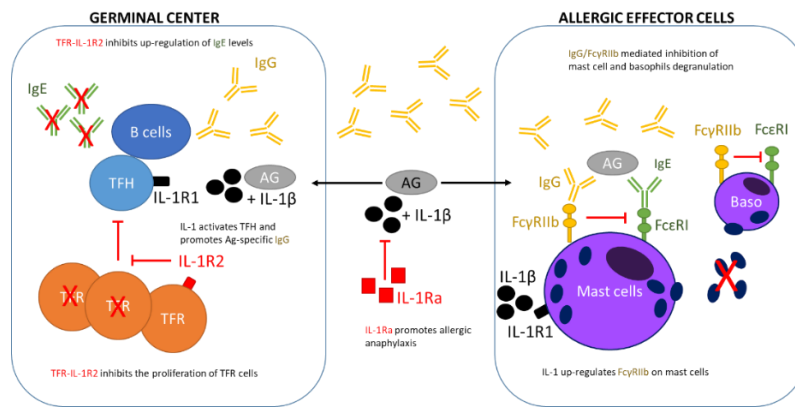 GERMINAL CENTER
TFR-IL-1R2 inhibits up-regulation of IgE levels
IgE
IgG
B cells
TFH
IL-1R1
AG
+ IL-1β
IL-1 activates TFH and
promotes Ag-specific IgG
IL-1R2
TFR
TFR
TFR
TFR-IL-1R2 inhibits the proliferation of TFR cells
AG
+ IL-1β
IL-1Ra
IL-1Ra promotes allergic
anaphylaxis
ALLERGIC EFFECTOR CELLS
IgG/FcγRIIb mediated inhibition of
mast cell and basophils degranulation
FcγRIIb
FcεRI
AG
IgG
IgE
Baso
FcγRIIb
FcεRI
IL-1β
Mast cells
IL-1R1
IL-1 up-regulates FcγRIIb on mast cells